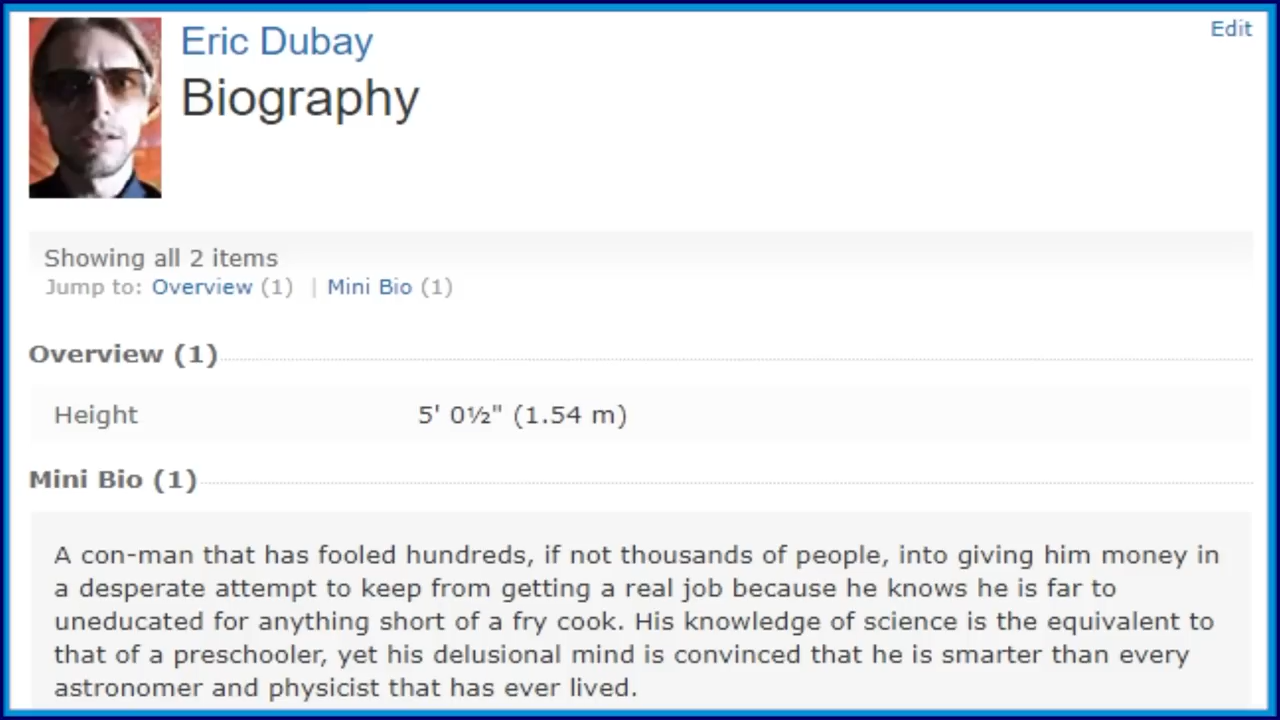 Eric Dubay
Edit
Biography
Showing all 2 items
Jump to: Overview (1) | Mini Bio (1)
Overview (1)
Height 5' 0½" (1.54 m)
Mini Bio (1)
A con-man that has fooled hundreds, if not thousands of people, into giving him money in
a desperate attempt to keep from getting a real job because he knows he is far to
uneducated for anything short of a fry cook. His knowledge of science is the equivalent to
that of a preschooler, yet his delusional mind is convinced that he is smarter than every
astronomer and physicist that has ever lived.